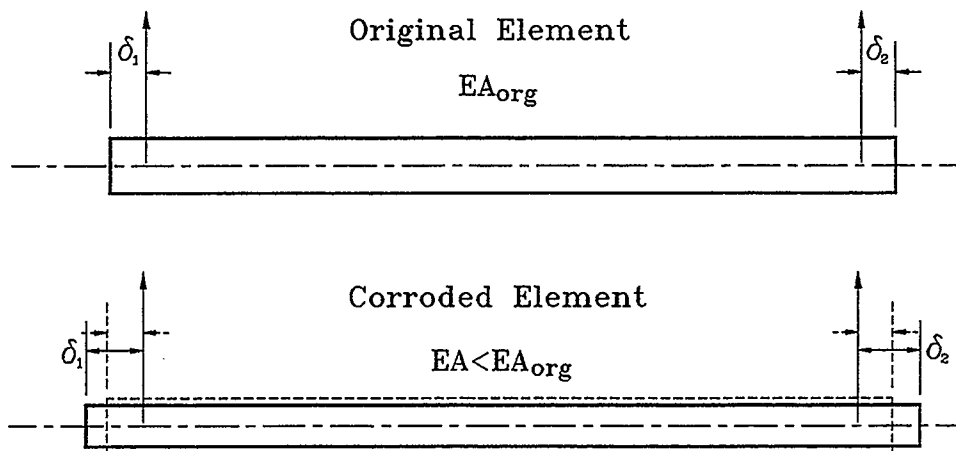 Original Element
δ₁
δ₂
EAorg
Corroded Element
δ₁
δ₂
EA<EAorg